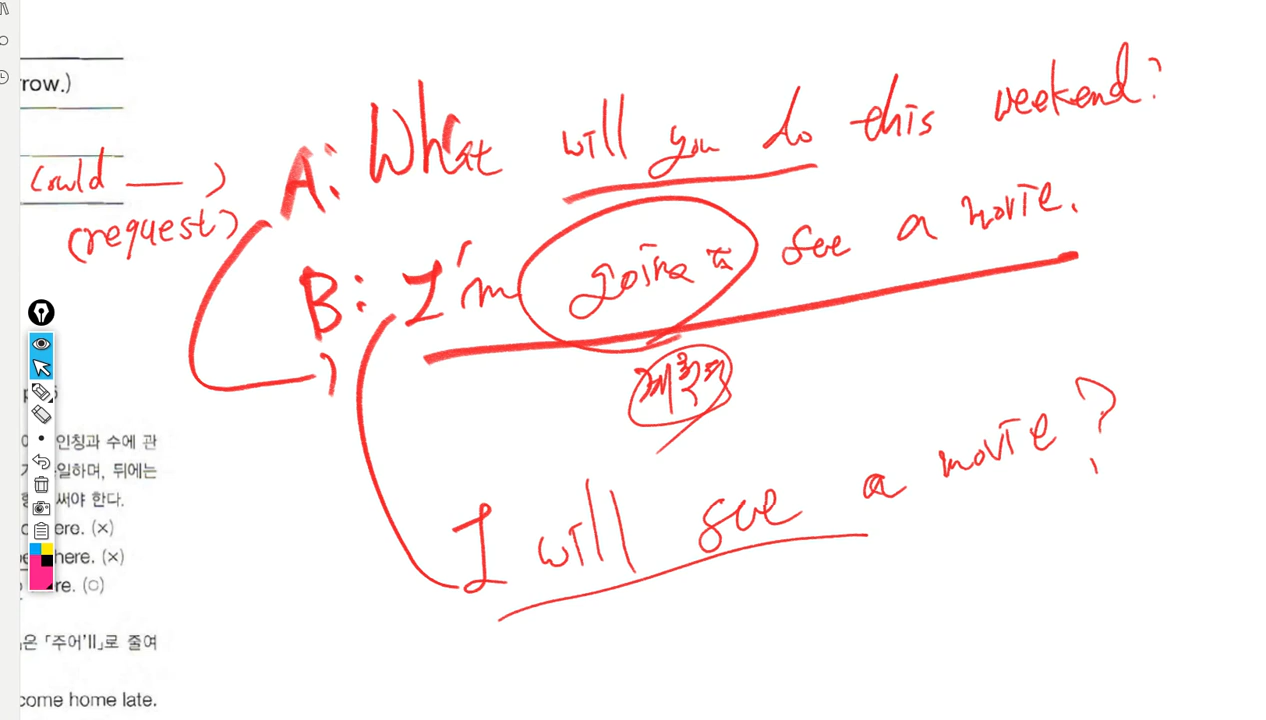 row.)
could ― )
(request)
A: What will you do this weekend?
B: I'm going to see a movie.
계획적
I will see a movie?
인칭과 수에 관
일하며, 뒤에는
써야 한다.
ere. (×)
here. (×)
re. (○)
은 「주어'll」로 줄여
come home late.